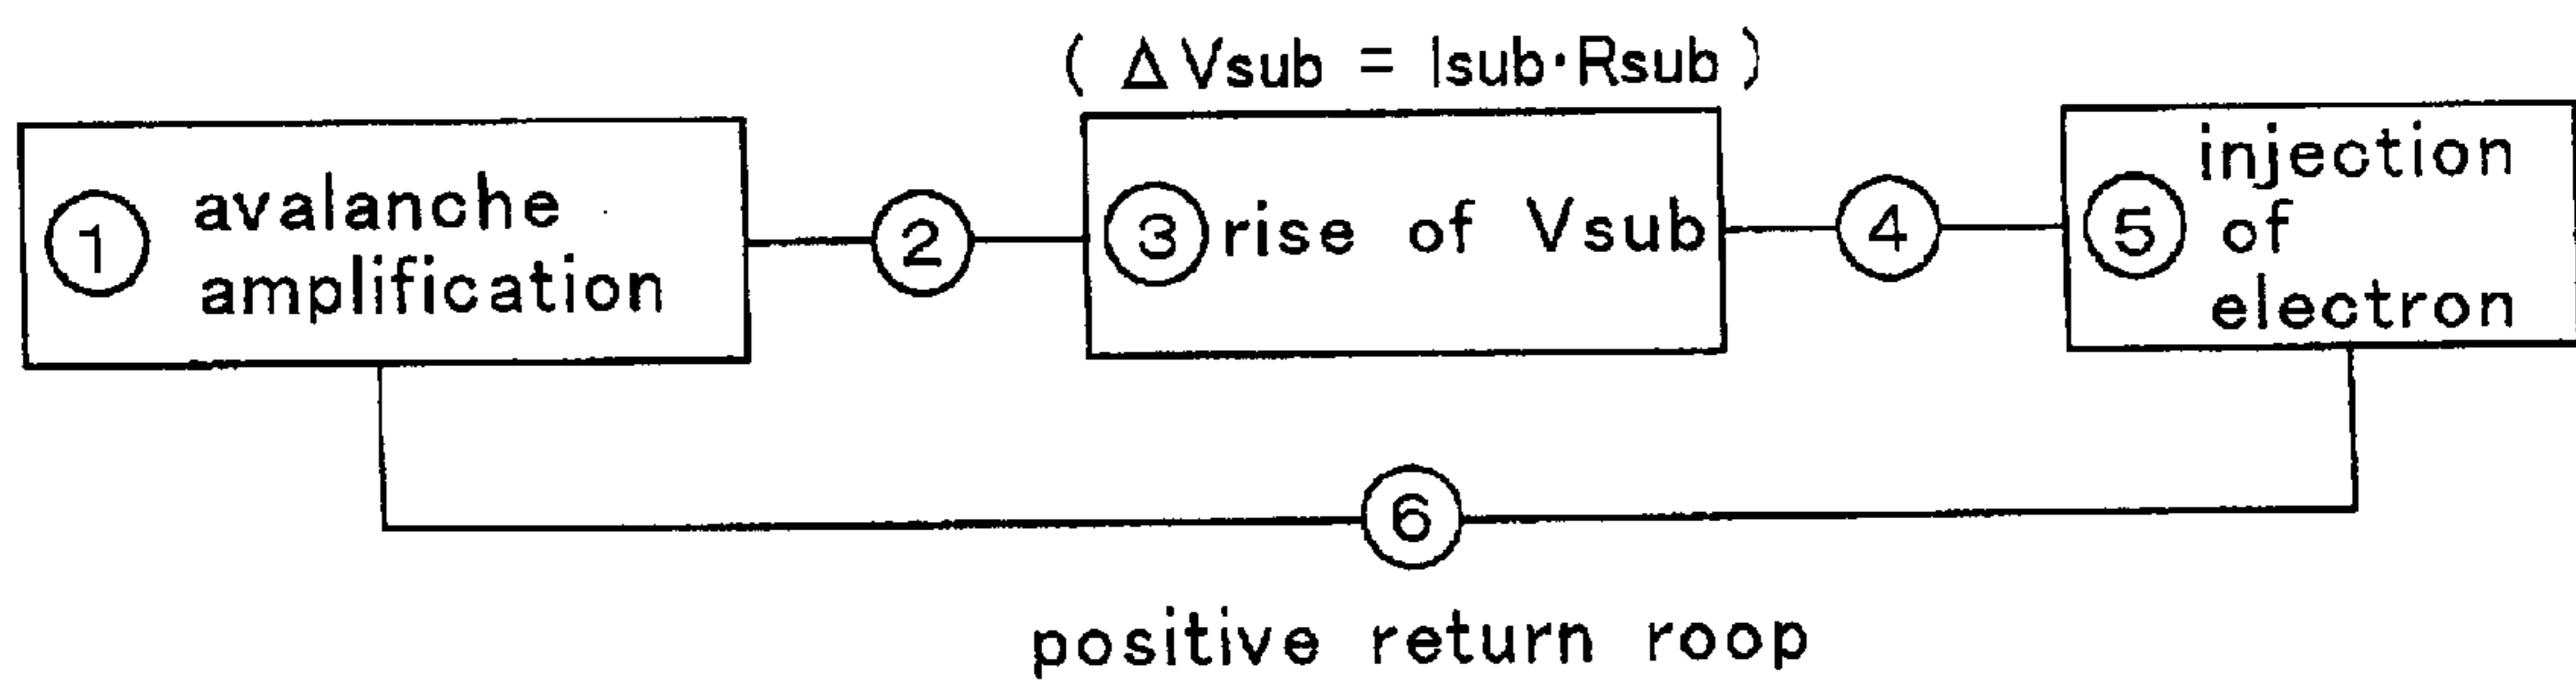 ( Δ Vsub = Isub·Rsub )
① avalanche
amplification
②
③ rise of Vsub
④
⑤ injection
of
electron
⑥
positive return roop